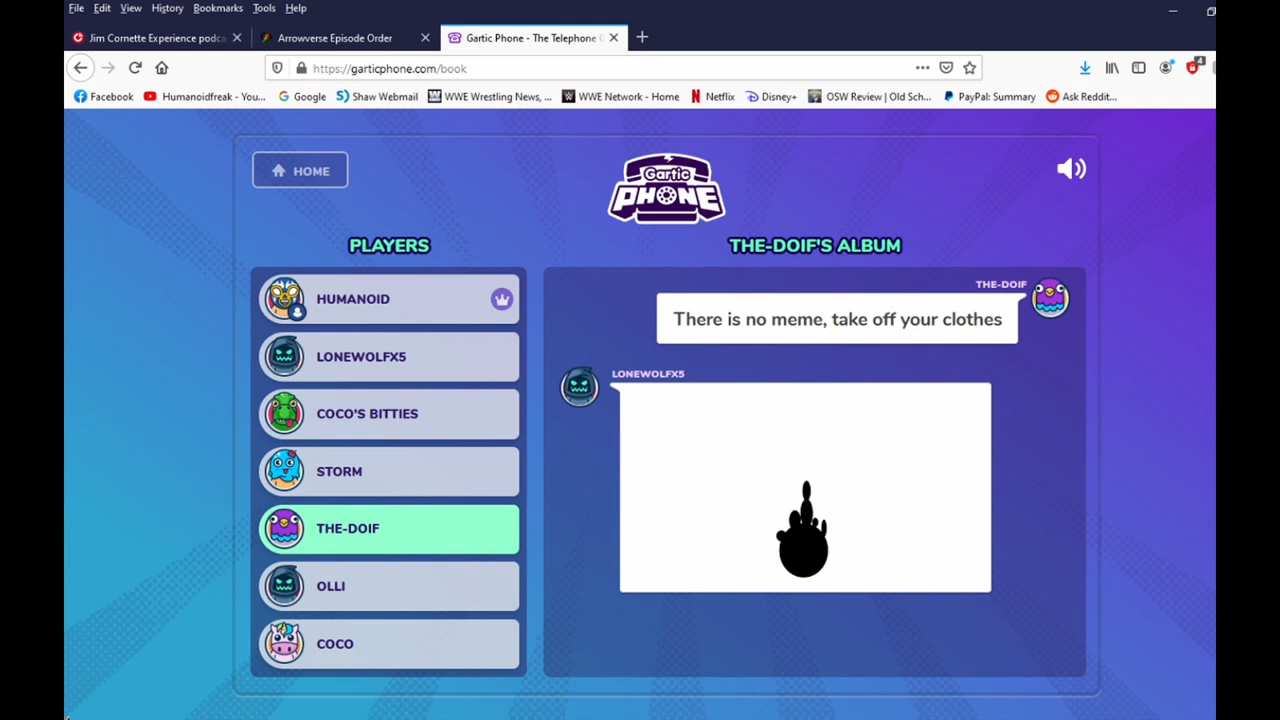 File Edit View History Bookmarks Tools Help
Jim Cornette Experience podca
Arrowverse Episode Order
Gartic Phone - The Telephone G
https://garticphone.com/book
4
Facebook
Humanoidfreak - You...
Google
Shaw Webmail
WWE Wrestling News, ...
WWE Network - Home
Netflix
Disney+
OSW Review | Old Sch...
PayPal: Summary
Ask Reddit...
HOME
Gartic
PHONE
PLAYERS
THE-DOIF'S ALBUM
HUMANOID
LONEWOLFX5
COCO'S BITTIES
STORM
THE-DOIF
OLLI
COCO
THE-DOIF
There is no meme, take off your clothes
LONEWOLFX5